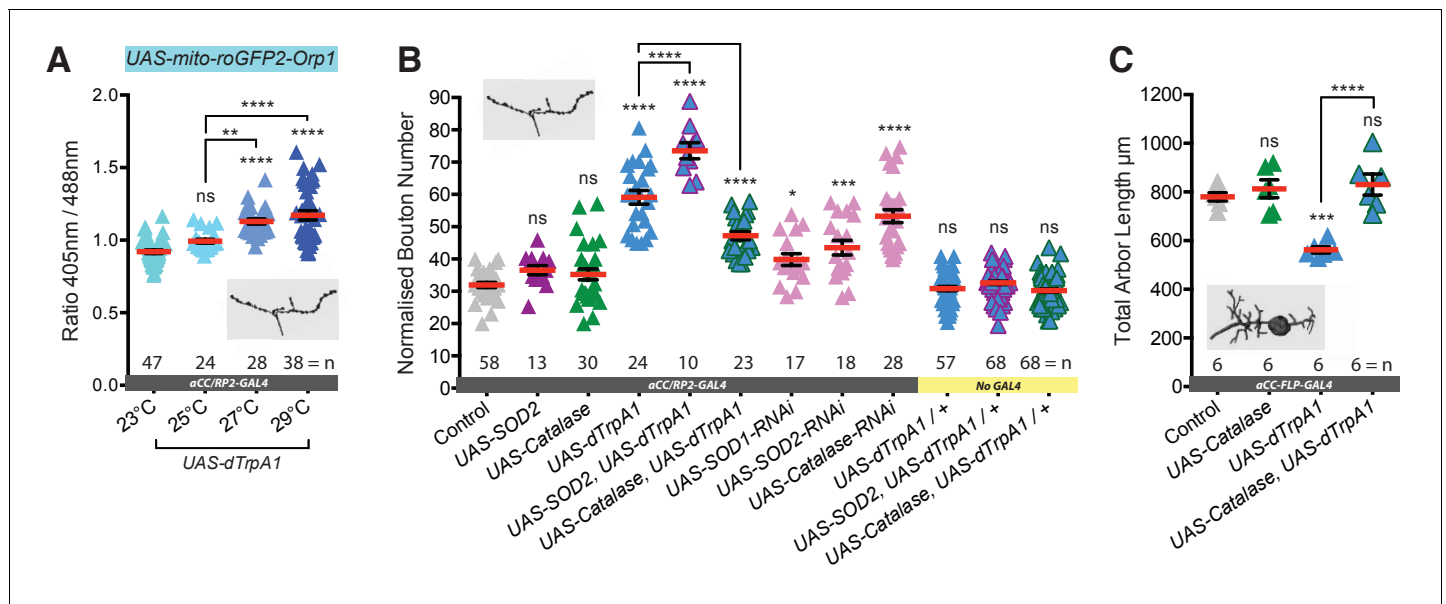 A
UAS-mito-roGFP2-Orp1
Ratio 405nm / 488nm
2.0
1.5
1.0
0.5
0.0
ns
**
****
****
****
47 24 28 38 = n
aCC/RP2-GAL4
23°C 25°C 27°C 29°C
UAS-dTrpA1
B
Normalised Bouton Number
90
80
70
60
50
40
30
20
10
0
ns
ns
****
****
****
****
*
***
****
ns
ns
ns
58 13 30 24 10 23 17 18 28 57 68 68 = n
aCC/RP2-GAL4
No GAL4
Control
UAS-SOD2
UAS-Catalase
UAS-dTrpA1
UAS-SOD2, UAS-dTrpA1
UAS-Catalase, UAS-dTrpA1
UAS-SOD1-RNAi
UAS-SOD2-RNAi
UAS-Catalase-RNAi
UAS-dTrpA1 / +
UAS-SOD2, UAS-dTrpA1 / +
UAS-Catalase, UAS-dTrpA1 / +
C
Total Arbor Length µm
1200
1000
800
600
400
200
0
ns
***
****
ns
6 6 6 6 = n
aCC-FLP-GAL4
Control
UAS-Catalase
UAS-dTrpA1
UAS-Catalase, UAS-dTrpA1